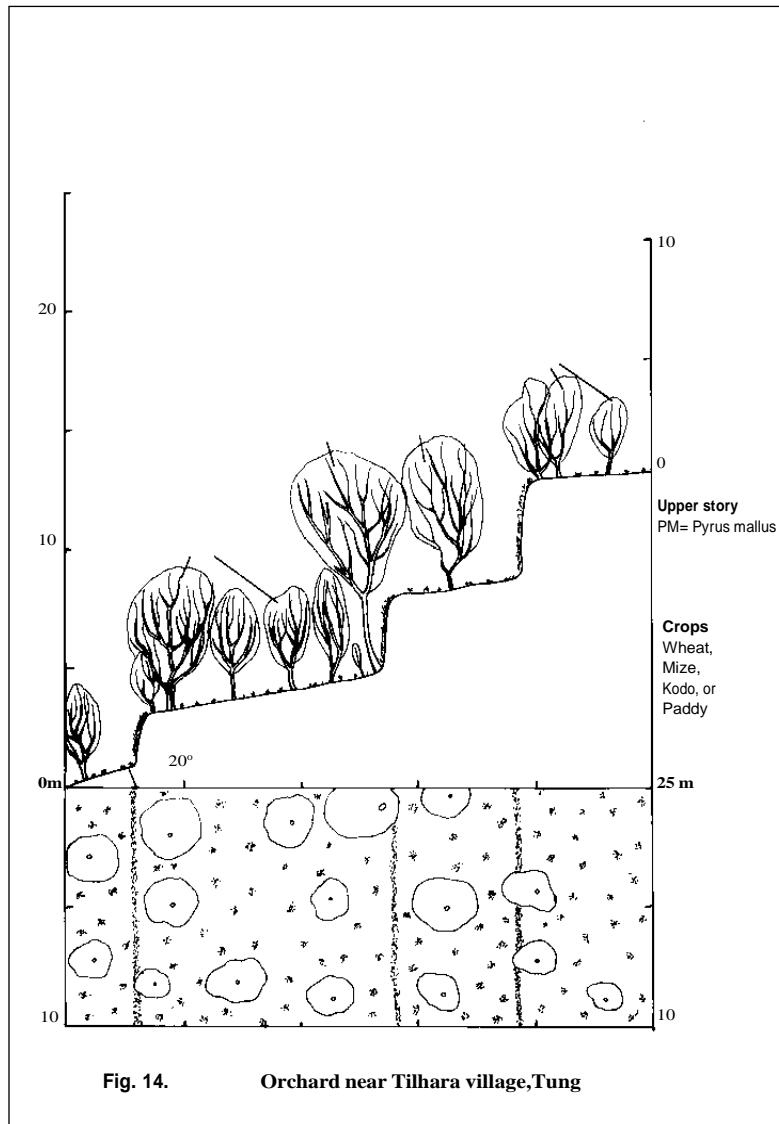 10
20
0
Upper story
PM= Pyrus mallus
10
Crops
Wheat,
Mize,
Kodo, or
Paddy
20°
0m
25 m
10
10
Fig. 14. Orchard near Tilhara village,Tung